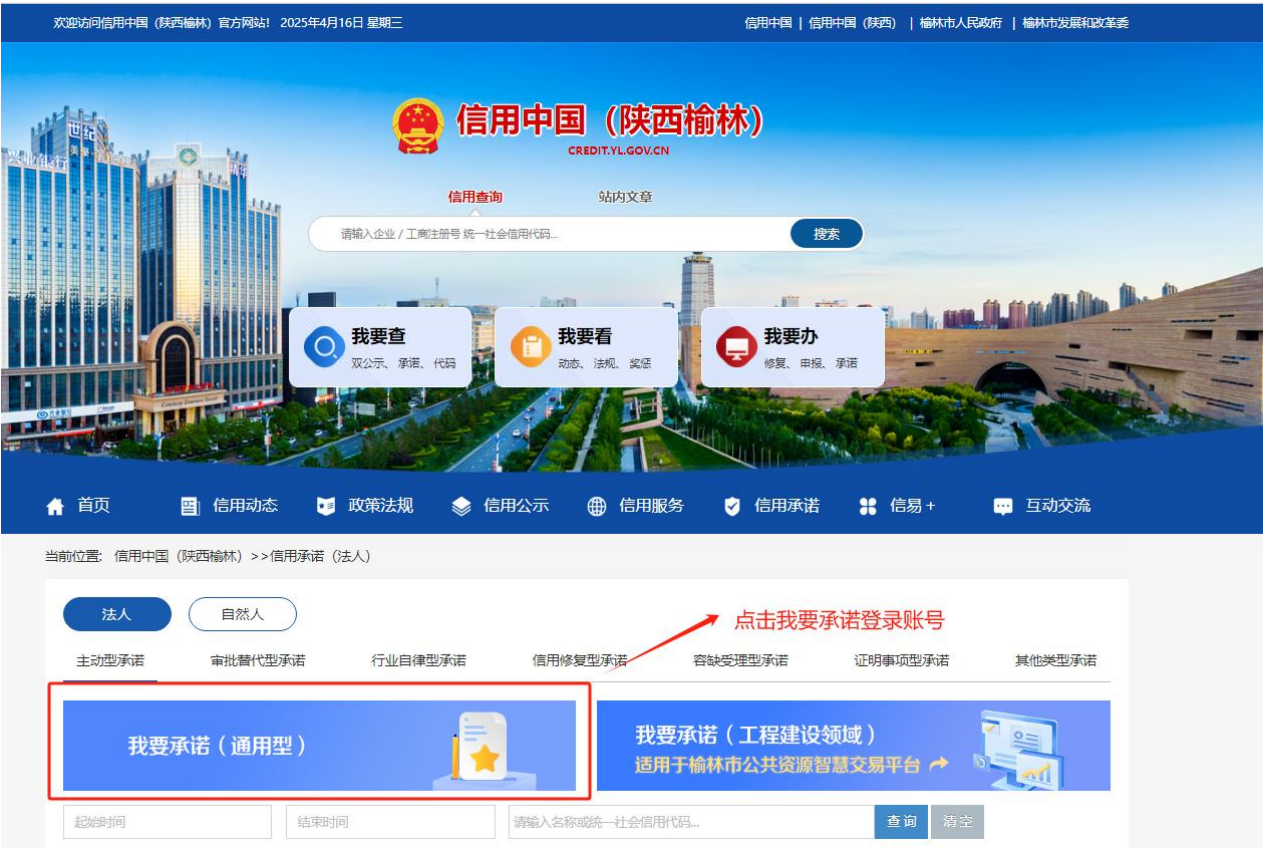 欢迎访问信用中国（陕西榆林）官方网站！ 2025年4月16日 星期三
信用中国 | 信用中国（陕西） | 榆林市人民政府 | 榆林市发展和改革委
信用中国（陕西榆林）
CREDIT.YL.GOV.CN
信用查询 站内文章
请输入企业 / 工商注册号 统一社会信用代码...
搜索
世纪
兴业银行
我要查
双公示、承诺、代码
我要看
动态、法规、奖惩
我要办
修复、申报、承诺
首页 信用动态 政策法规 信用公示 信用服务 信用承诺 信易+ 互动交流
当前位置: 信用中国（陕西榆林）>>信用承诺（法人）
法人 自然人
点击我要承诺登录账号
主动型承诺 审批替代型承诺 行业自律型承诺 信用修复型承诺 容缺受理型承诺 证明事项型承诺 其他类型承诺
我要承诺（通用型）
我要承诺（工程建设领域）
适用于榆林市公共资源智慧交易平台
起始时间 结束时间 请输入名称或统一社会信用代码... 查询 清空